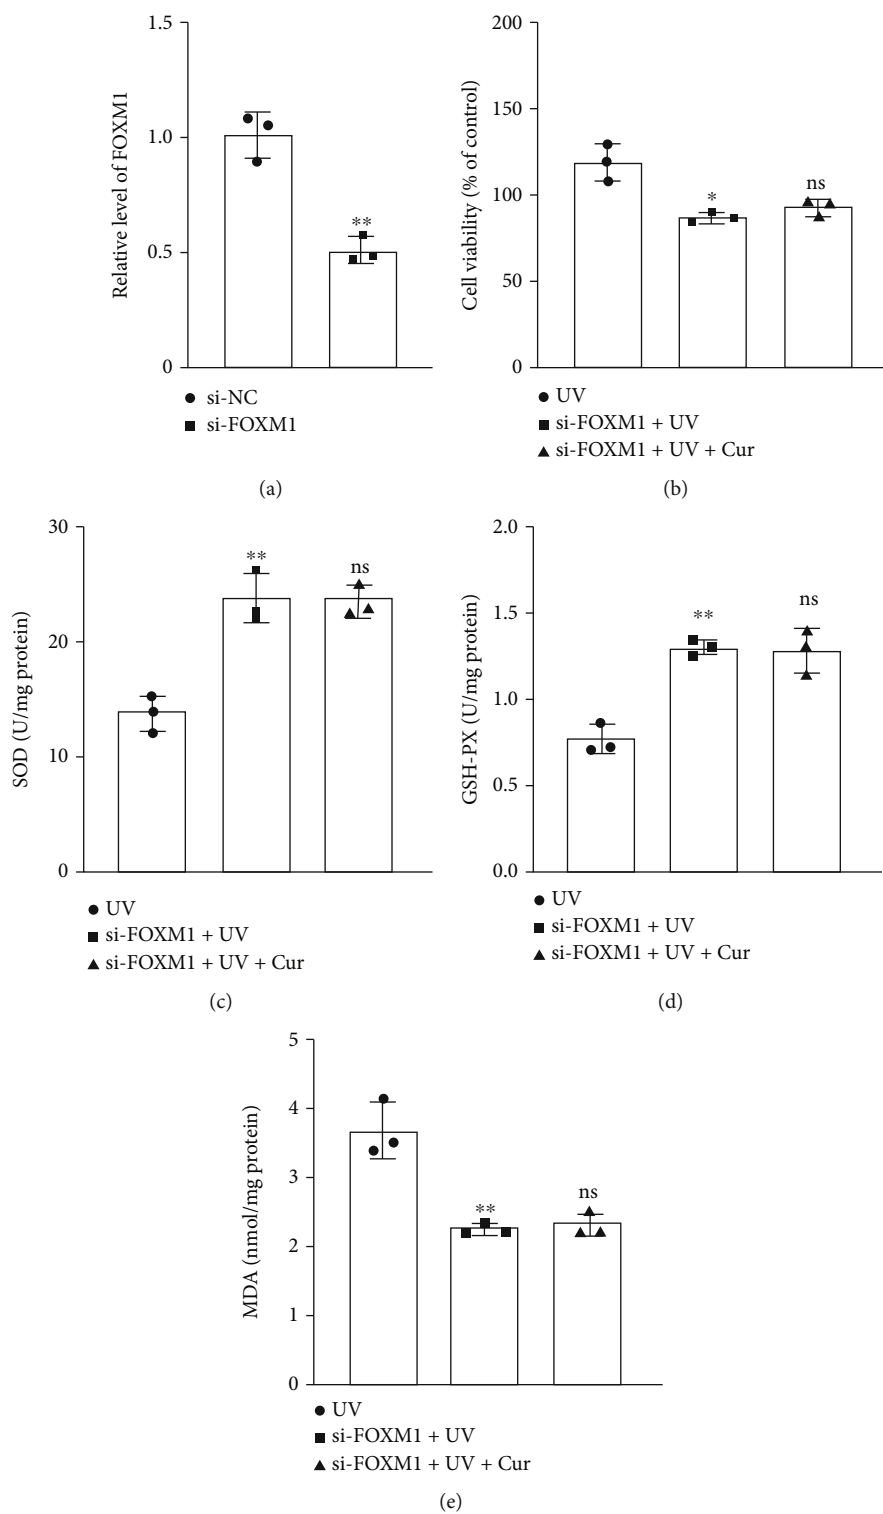 Relative level of FOXM1
1.5
1.0
0.5
0
**
● si-NC
■ si-FOXM1
(a)
Cell viability (% of control)
200
150
100
50
0
*
ns
● UV
■ si-FOXM1 + UV
▲ si-FOXM1 + UV + Cur
(b)
SOD (U/mg protein)
30
20
10
0
**
ns
● UV
■ si-FOXM1 + UV
▲ si-FOXM1 + UV + Cur
(c)
GSH-PX (U/mg protein)
2.0
1.5
1.0
0.5
0.0
**
ns
● UV
■ si-FOXM1 + UV
▲ si-FOXM1 + UV + Cur
(d)
MDA (nmol/mg protein)
5
4
3
2
1
0
**
ns
● UV
■ si-FOXM1 + UV
▲ si-FOXM1 + UV + Cur
(e)